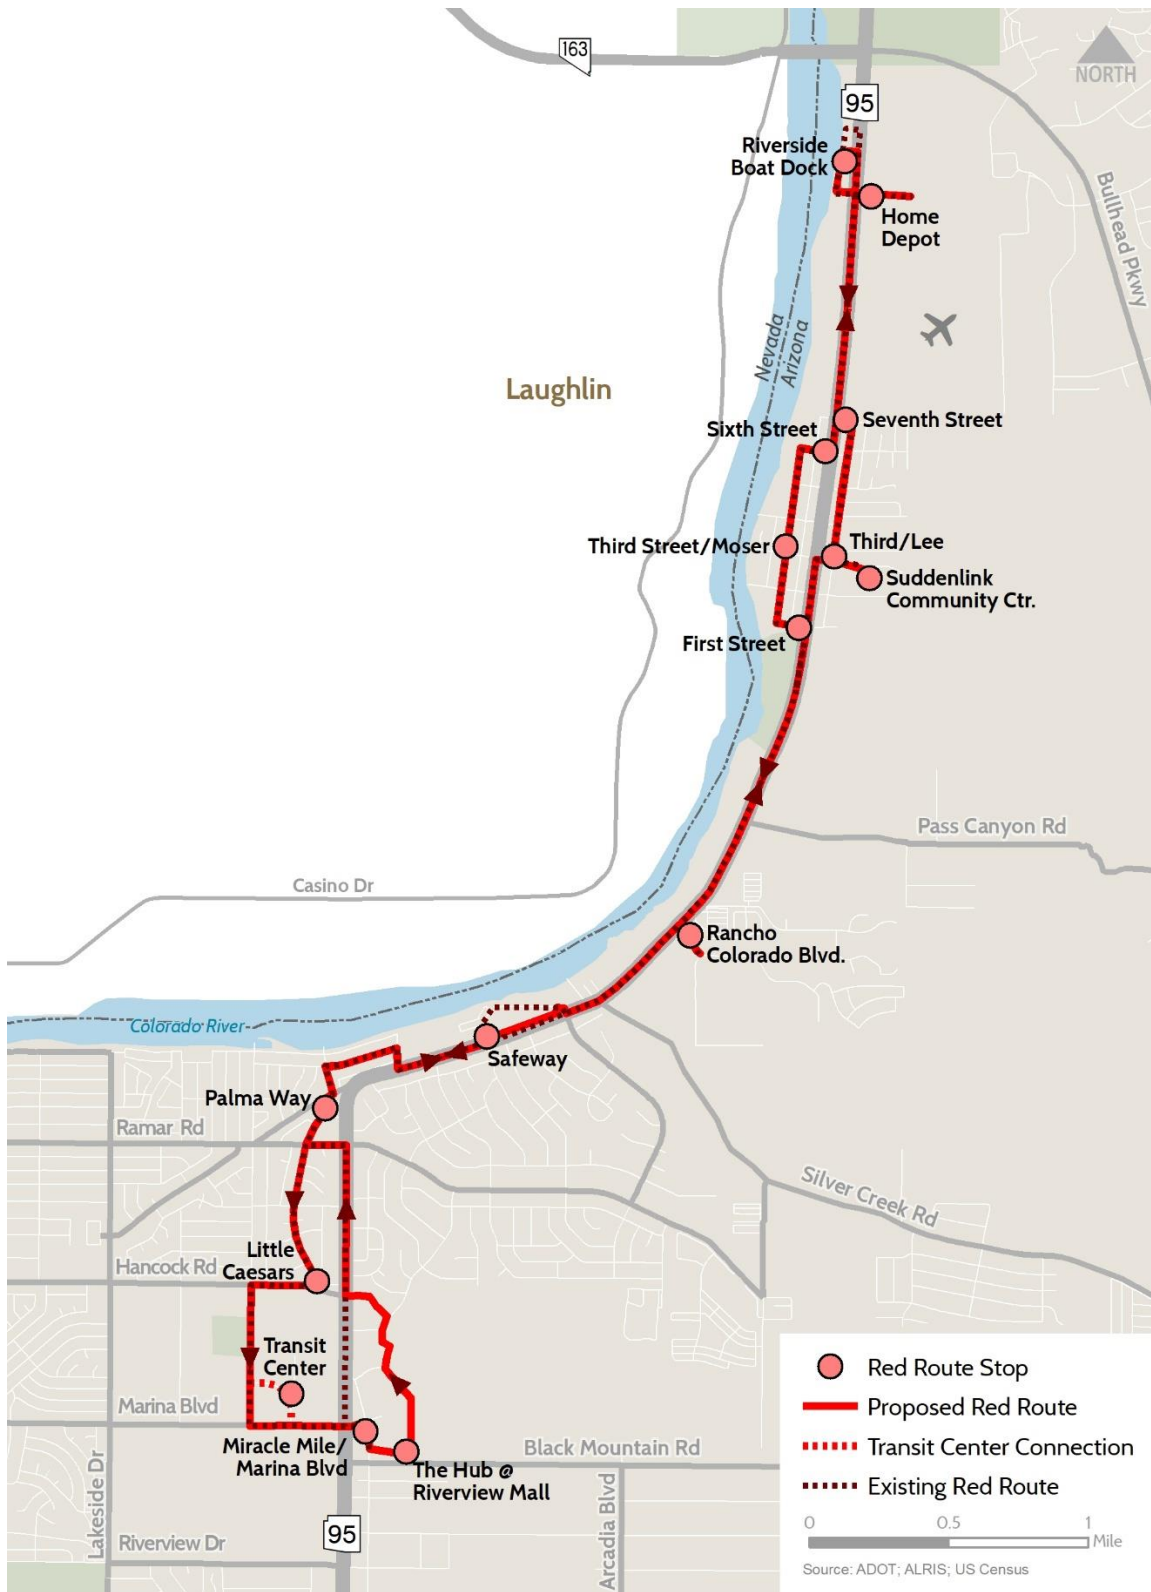 163
NORTH
95
Riverside
Boat Dock
Home
Depot
Bullhead Pkwy
Nevada
Arizona
Laughlin
Seventh Street
Sixth Street
Third Street/Moser
Third/Lee
Suddenlink
Community Ctr.
First Street
Pass Canyon Rd
Casino Dr
Rancho
Colorado Blvd.
Colorado River
Safeway
Palma Way
Ramar Rd
Silver Creek Rd
Little
Caesars
Hancock Rd
Transit
Center
Marina Blvd
Miracle Mile/
Marina Blvd
The Hub @
Riverview Mall
Black Mountain Rd
Lakeside Dr
Arcadia Blvd
95
Riverview Dr
Red Route Stop
Proposed Red Route
Transit Center Connection
Existing Red Route
0 0.5 1
Mile
Source: ADOT; ALRIS; US Census